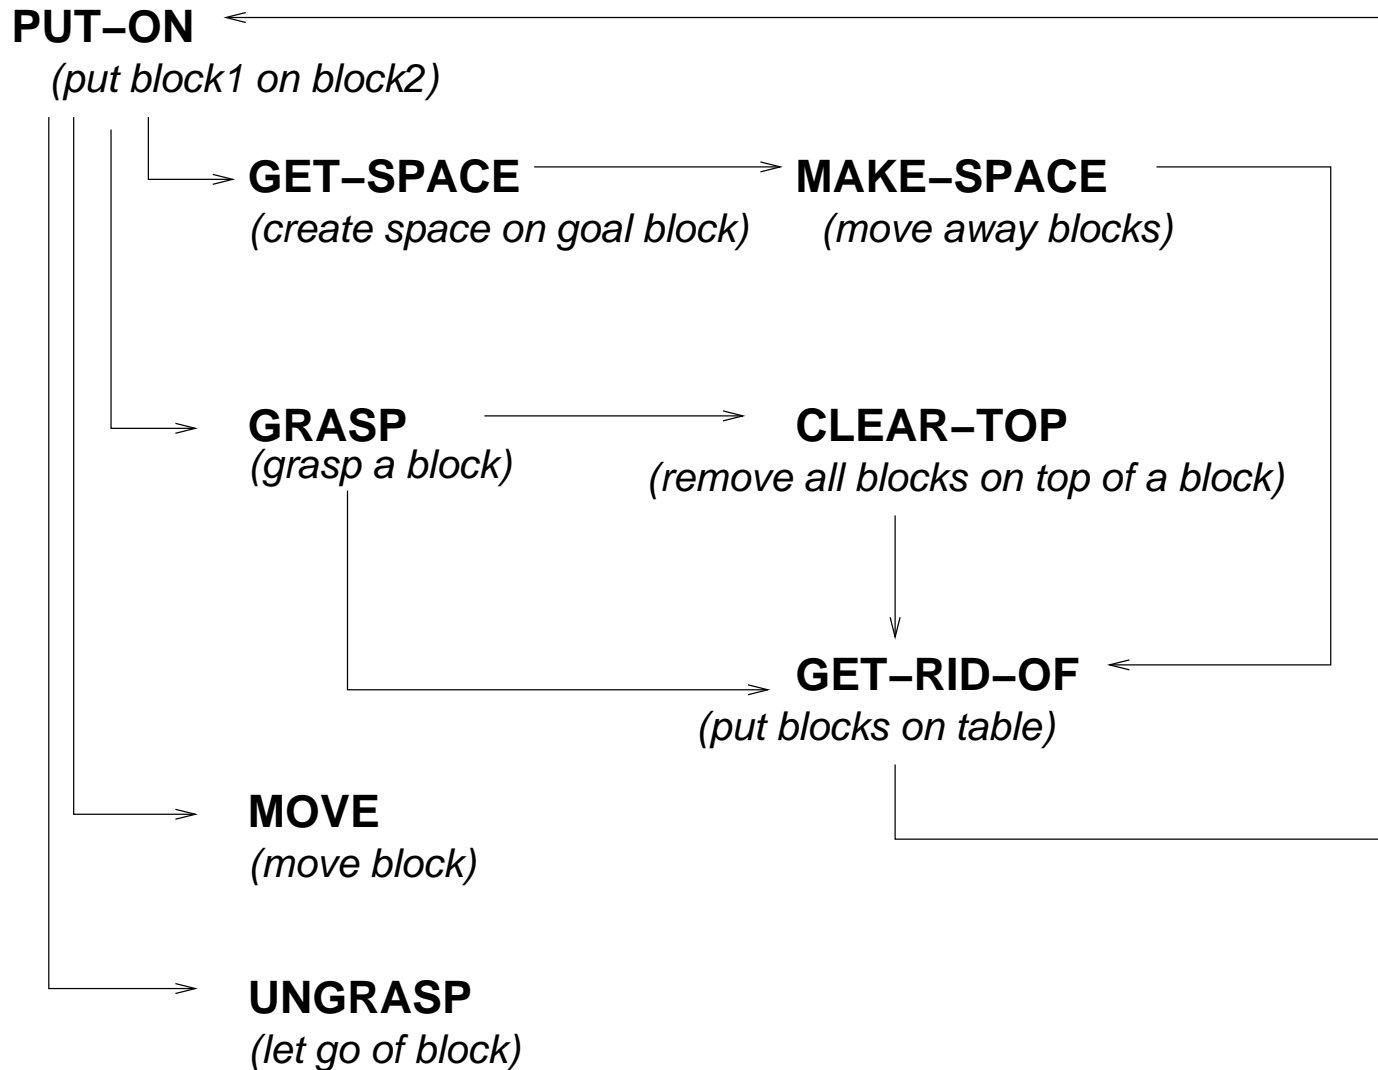 PUT–ON
(put block1 on block2)
GET–SPACE
(create space on goal block)
MAKE–SPACE
(move away blocks)
GRASP
(grasp a block)
CLEAR–TOP
(remove all blocks on top of a block)
GET–RID–OF
(put blocks on table)
MOVE
(move block)
UNGRASP
(let go of block)